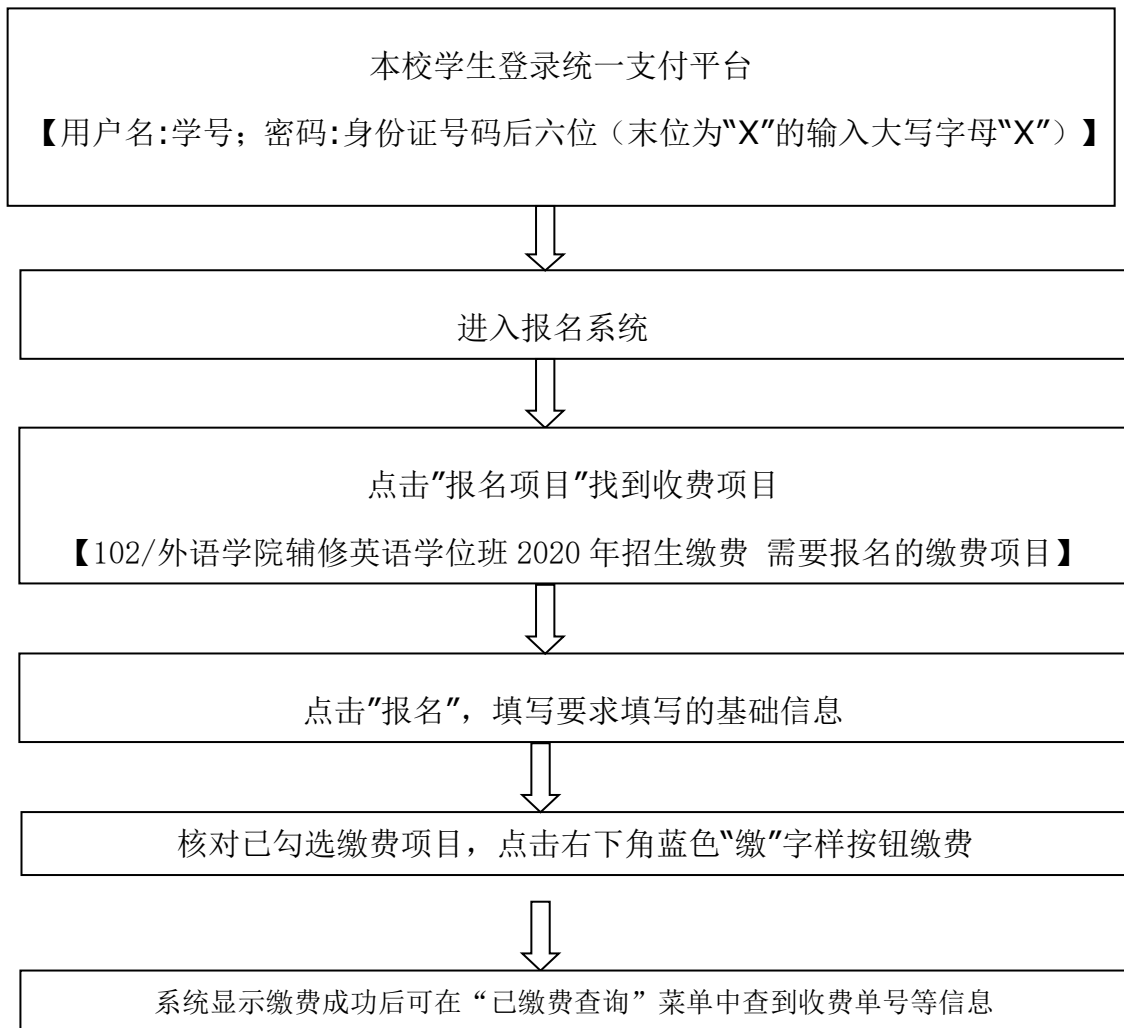 本校学生登录统一支付平台
【用户名:学号；密码:身份证号码后六位（末位为“X”的输入大写字母“X”）】
进入报名系统
点击”报名项目”找到收费项目
【102/外语学院辅修英语学位班 2020 年招生缴费 需要报名的缴费项目】
点击”报名”，填写要求填写的基础信息
核对已勾选缴费项目，点击右下角蓝色“缴”字样按钮缴费
系统显示缴费成功后可在“已缴费查询”菜单中查到收费单号等信息